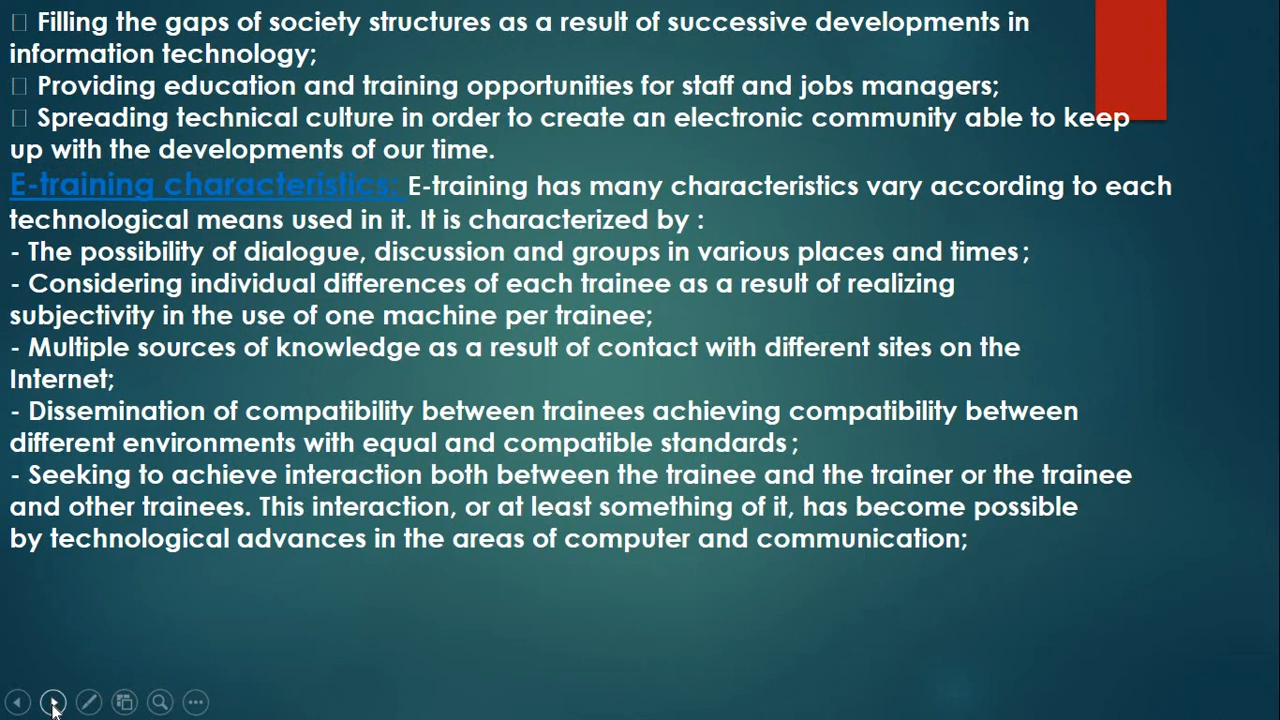 Filling the gaps of society structures as a result of successive developments in
information technology;
 Providing education and training opportunities for staff and jobs managers;
 Spreading technical culture in order to create an electronic community able to keep
up with the developments of our time.
E-training characteristics: E-training has many characteristics vary according to each
technological means used in it. It is characterized by :
- The possibility of dialogue, discussion and groups in various places and times ;
- Considering individual differences of each trainee as a result of realizing
subjectivity in the use of one machine per trainee;
- Multiple sources of knowledge as a result of contact with different sites on the
Internet;
- Dissemination of compatibility between trainees achieving compatibility between
different environments with equal and compatible standards ;
- Seeking to achieve interaction both between the trainee and the trainer or the trainee
and other trainees. This interaction, or at least something of it, has become possible
by technological advances in the areas of computer and communication;